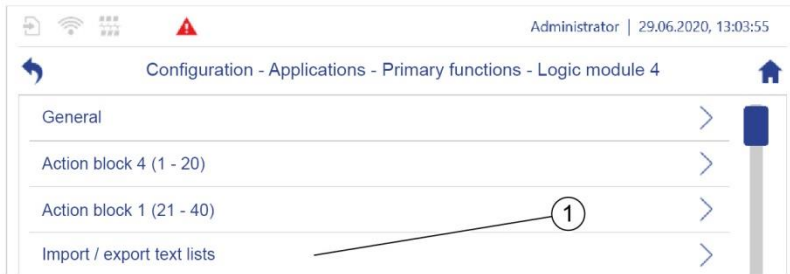 Administrator | 29.06.2020, 13:03:55
Configuration - Applications - Primary functions - Logic module 4
General
Action block 4 (1 - 20)
Action block 1 (21 - 40)
1
Import / export text lists